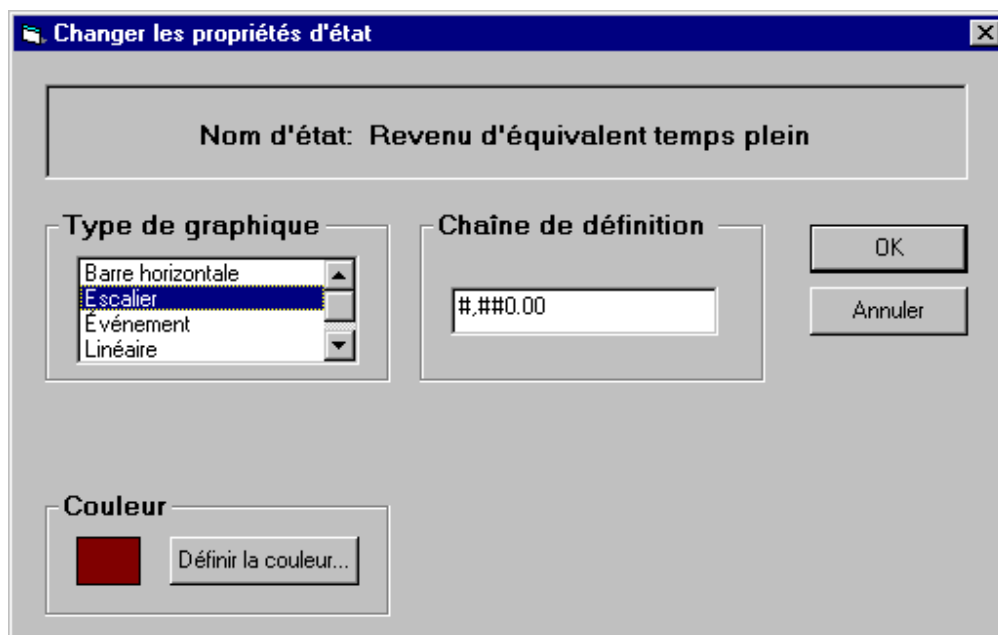 Changer les propriétés d'état
Nom d'état: Revenu d'équivalent temps plein
Type de graphique
Barre horizontale
Escalier
Événement
Linéaire
Chaîne de définition
#,##0.00
OK
Annuler
Couleur
Définir la couleur...